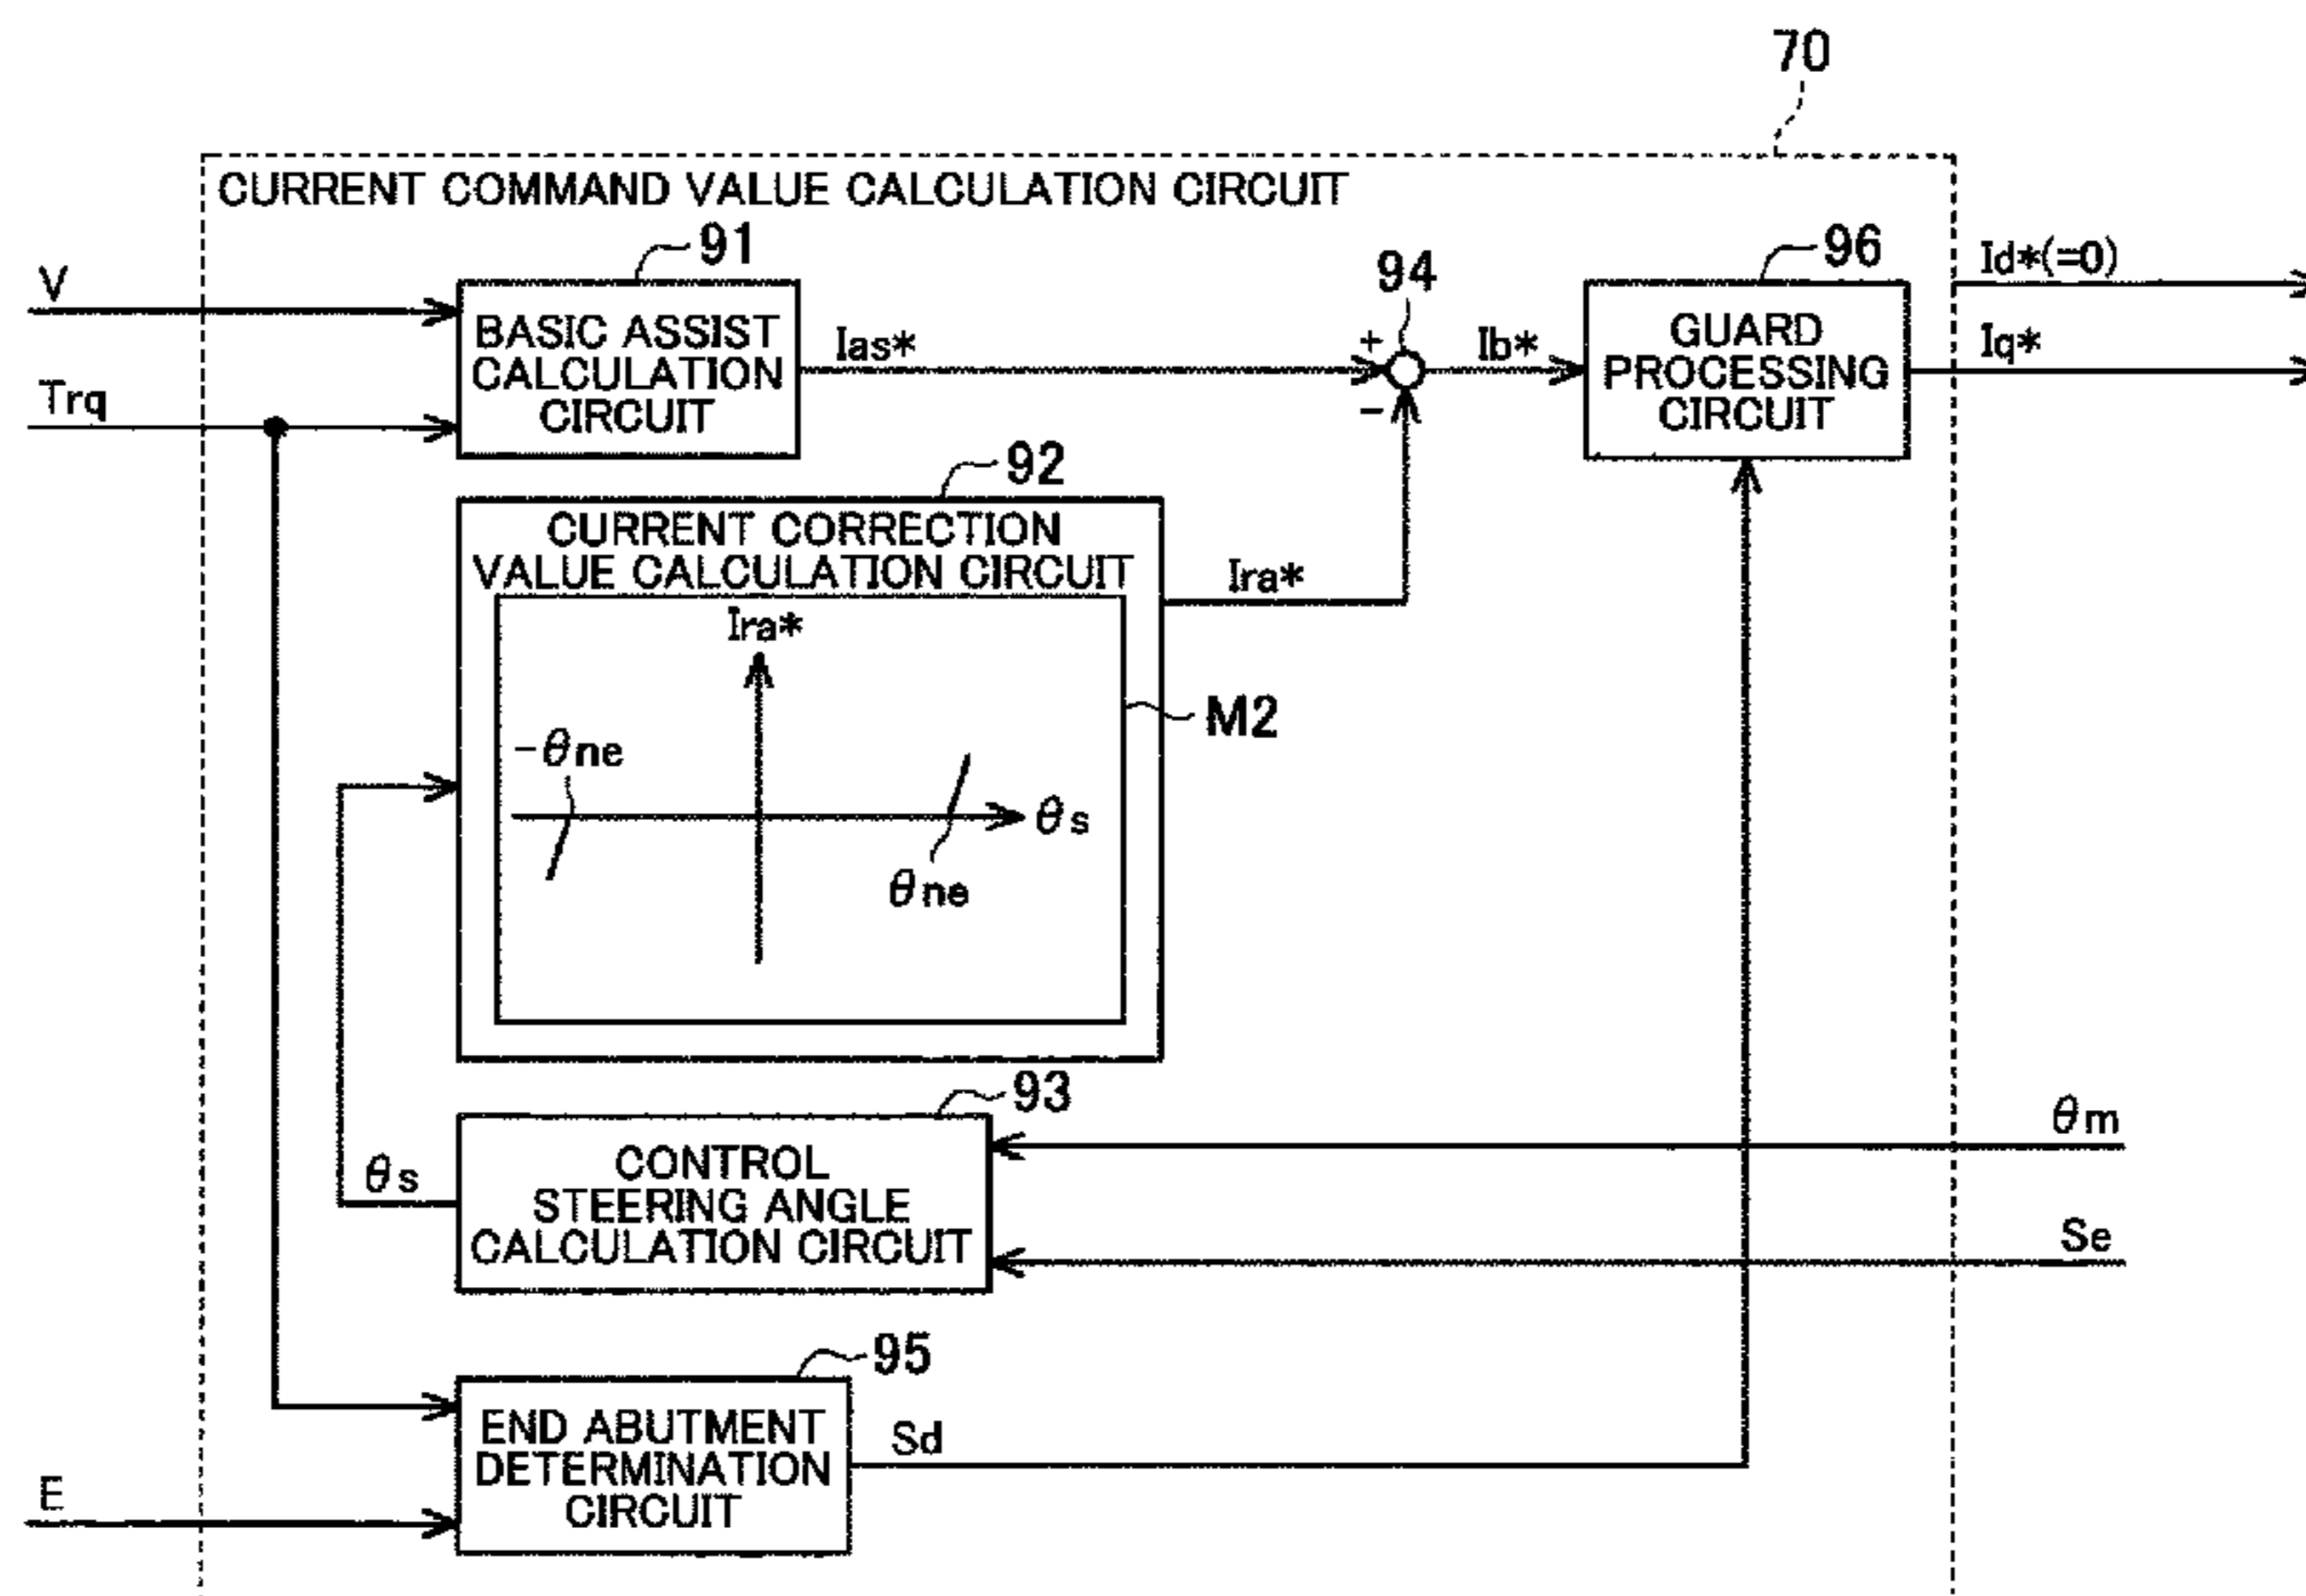 70
CURRENT COMMAND VALUE CALCULATION CIRCUIT
91
96
94
V
BASIC ASSIST
CALCULATION
CIRCUIT
Ias*
+
-
Ib*
GUARD
PROCESSING
CIRCUIT
Id*(=0)
Iq*
Trq
92
CURRENT CORRECTION
VALUE CALCULATION CIRCUIT
Ira*
Ira*
M2
-θne
θs
θne
93
CONTROL
STEERING ANGLE
CALCULATION CIRCUIT
θs
θm
Se
95
END ABUTMENT
DETERMINATION
CIRCUIT
Sd
E